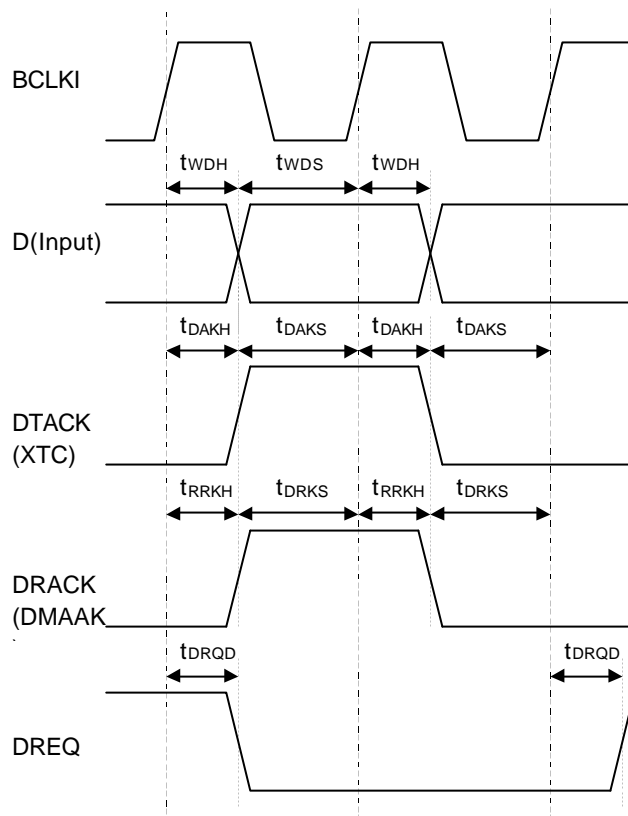 BCLKI
tWDH tWDS tWDH
D(Input)
tDAKH tDAKS tDAKH tDAKS
DTACK
(XTC)
tRRKH tDRKS tRRKH tDRKS
DRACK
(DMAAK
tDRQD tDRQD
DREQ